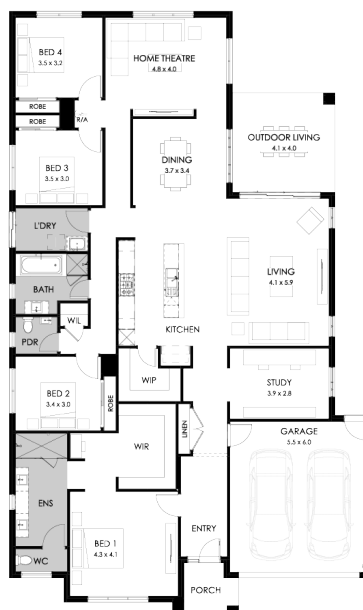 BED 4
3.5 x 3.2
HOME THEATRE
4.8 x 4.0
ROBE
ROBE
R/A
OUTDOOR LIVING
4.1 x 4.0
DINING
3.7 x 3.4
BED 3
3.5 x 3.0
L'DRY
BATH
LIVING
4.1 x 5.9
WIL
KITCHEN
PDR
WIP
STUDY
3.9 x 2.8
BED 2
3.4 x 3.0
ROBE
LINEN
GARAGE
5.5 x 6.0
WIR
ENS
ENTRY
BED 1
4.3 x 4.1
WC
PORCH